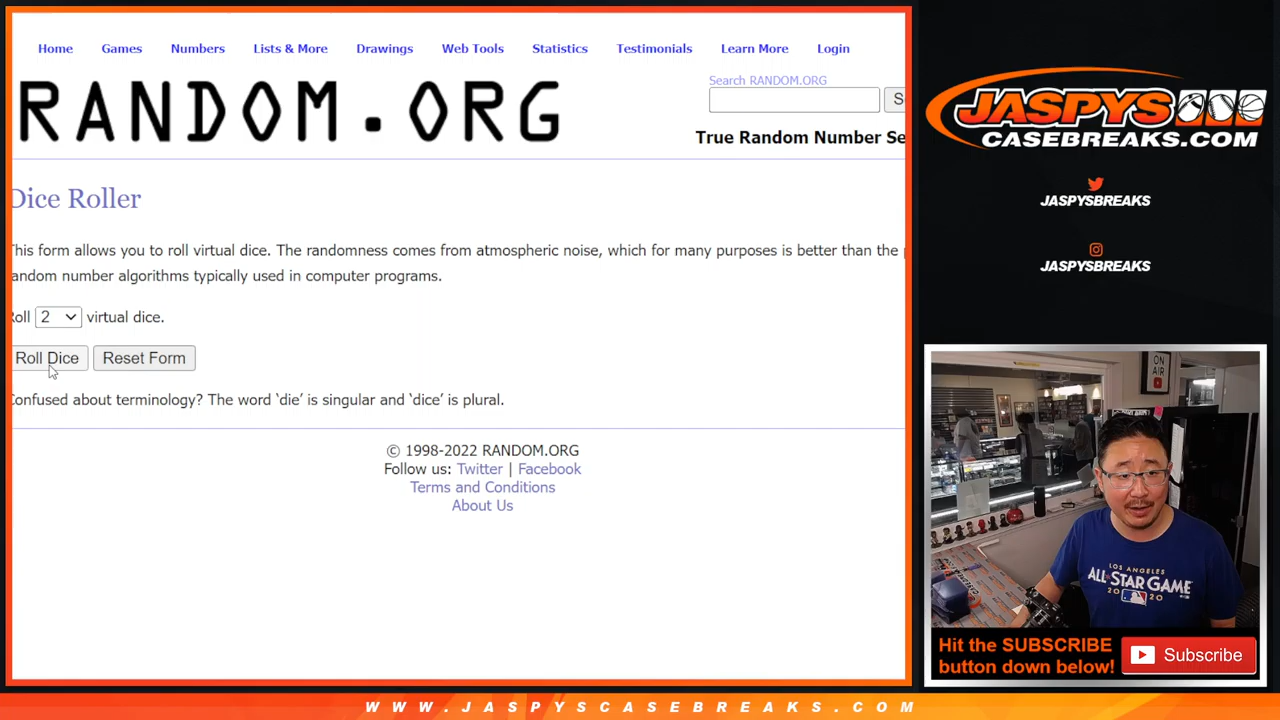 Home Games Numbers Lists & More Drawings Web Tools Statistics Testimonials Learn More Login
RANDOM.ORG
Search RANDOM.ORG
S
True Random Number Se
Dice Roller
This form allows you to roll virtual dice. The randomness comes from atmospheric noise, which for many purposes is better than the p
random number algorithms typically used in computer programs.
Roll 2 virtual dice.
Roll Dice Reset Form
Confused about terminology? The word ‘die’ is singular and ‘dice’ is plural.
© 1998-2022 RANDOM.ORG
Follow us: Twitter | Facebook
Terms and Conditions
About Us
JASPYS
CASEBREAKS.COM
JASPYSBREAKS
JASPYSBREAKS
ON
AIR
LOS ANGELES
ALL★STAR GAME
2020
Hit the SUBSCRIBE
button down below!
Subscribe
WWW.JASPYSCASEBREAKS.COM